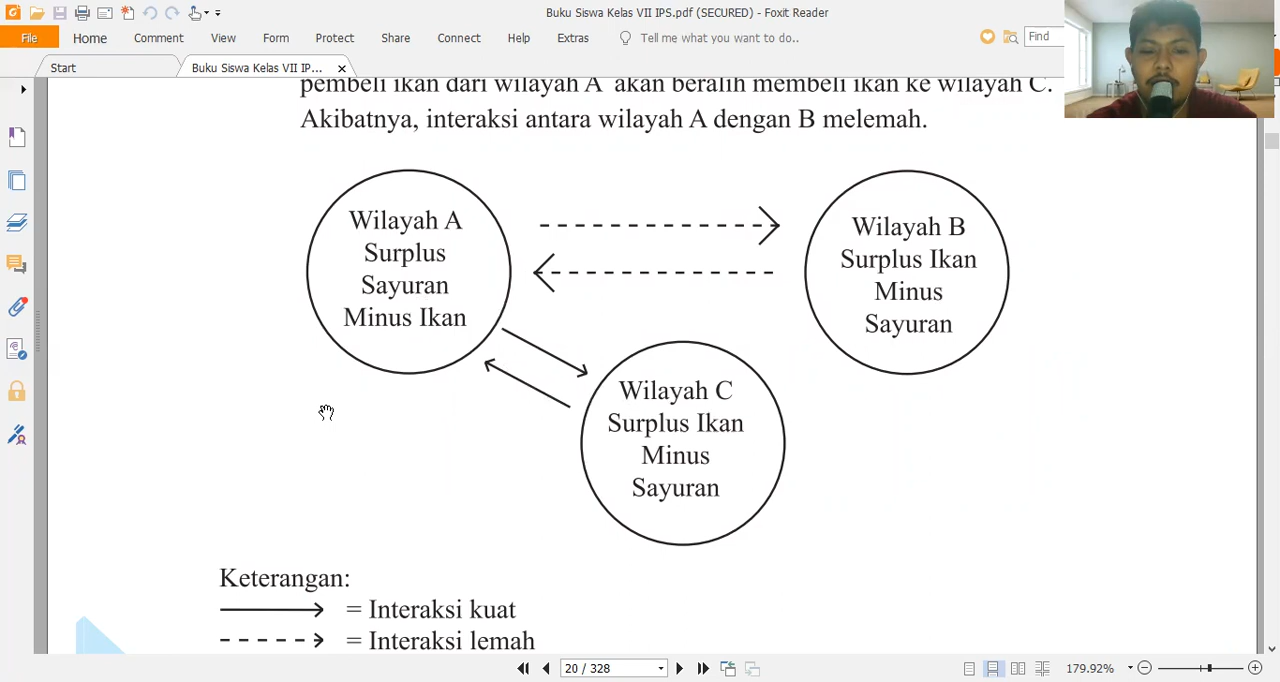 Buku Siswa Kelas VII IPS.pdf (SECURED) - Foxit Reader
File Home Comment View Form Protect Share Connect Help Extras Tell me what you want to do.. Find
Start Buku Siswa Kelas VII IP...
pembeli ikan dari wilayah A akan beralih membeli ikan ke wilayah C.
Akibatnya, interaksi antara wilayah A dengan B melemah.
Wilayah A
Surplus
Sayuran
Minus Ikan
Wilayah B
Surplus Ikan
Minus
Sayuran
Wilayah C
Surplus Ikan
Minus
Sayuran
Keterangan:
= Interaksi kuat
= Interaksi lemah
20 / 328
179.92%